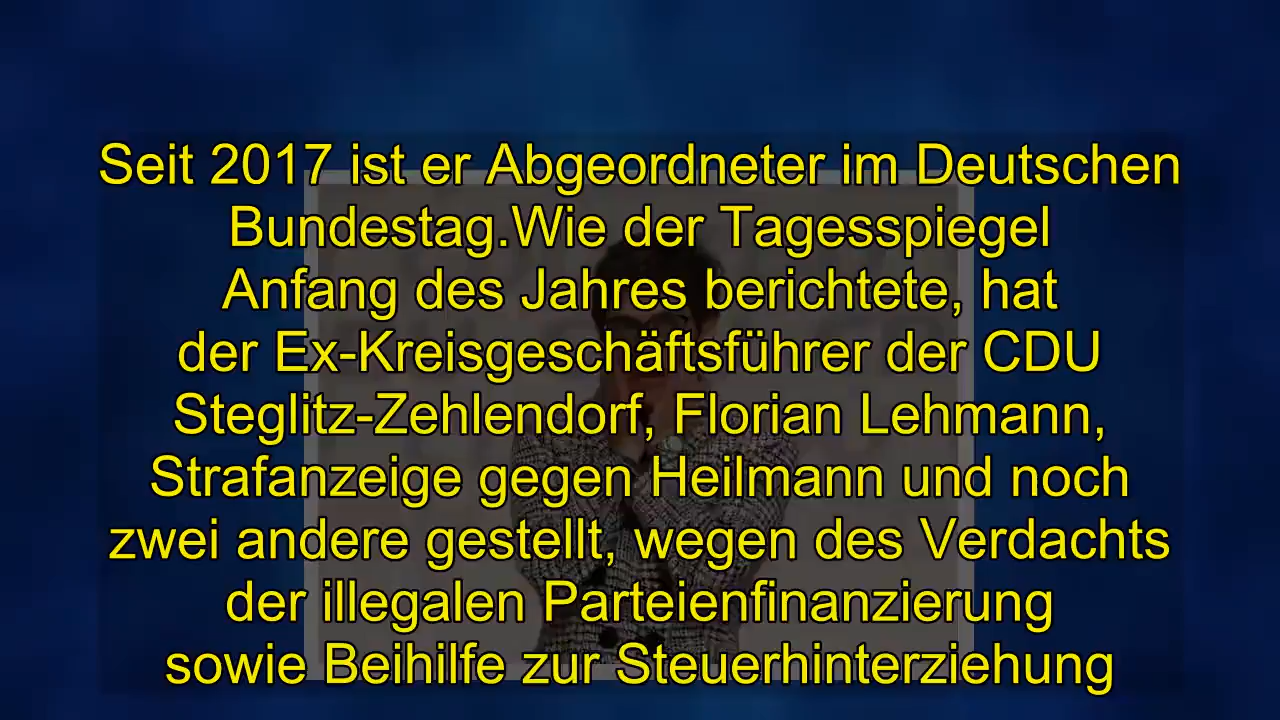 Seit 2017 ist er Abgeordneter im Deutschen
Bundestag.Wie der Tagesspiegel
Anfang des Jahres berichtete, hat
der Ex-Kreisgeschäftsführer der CDU
Steglitz-Zehlendorf, Florian Lehmann,
Strafanzeige gegen Heilmann und noch
zwei andere gestellt, wegen des Verdachts
der illegalen Parteienfinanzierung
sowie Beihilfe zur Steuerhinterziehung